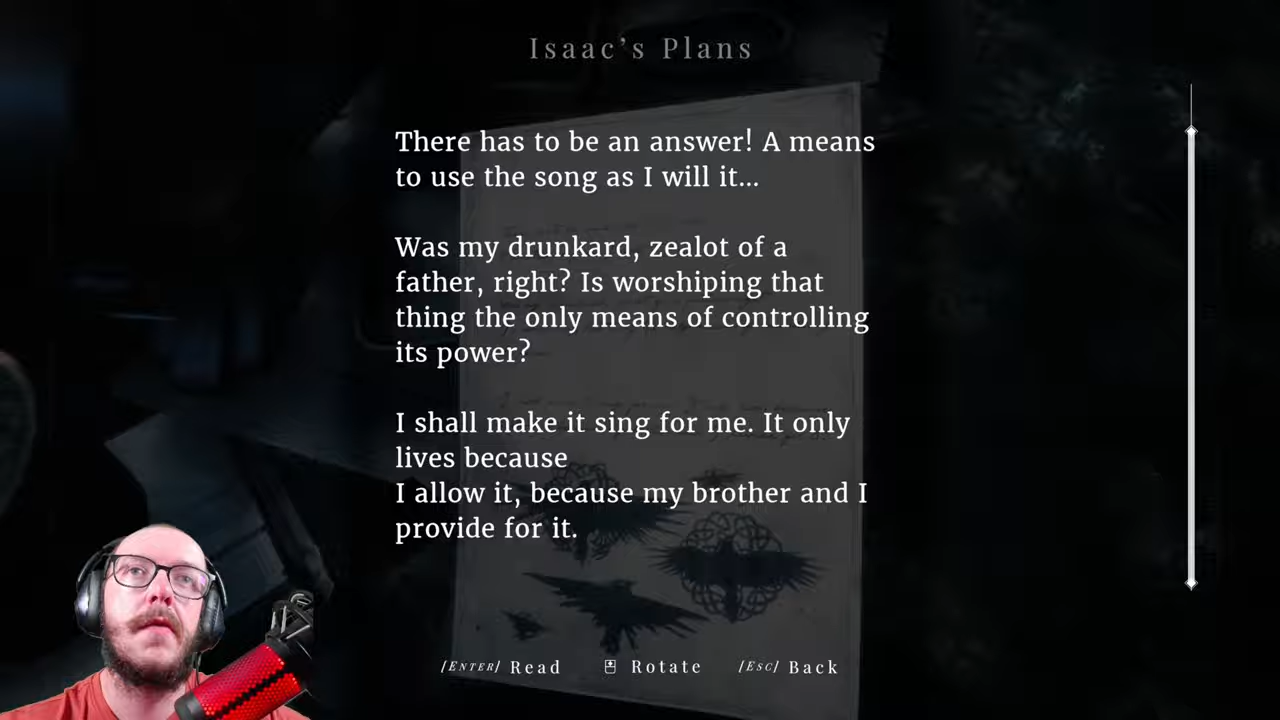 Isaac's Plans
There has to be an answer! A means
to use the song as I will it...
Was my drunkard, zealot of a
father, right? Is worshiping that
thing the only means of controlling
its power?
I shall make it sing for me. It only
lives because
I allow it, because my brother and I
provide for it.
[ENTER] Read Rotate [ESC] Back